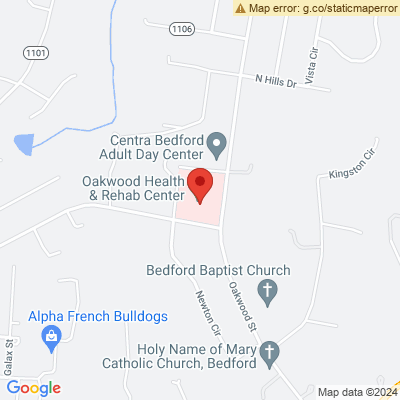 Map error: g.co/staticmaperror
1106
1101
N Hills Dr
Vista Cir
Centra Bedford
Adult Day Center
Kingston Cir
Oakwood Health
& Rehab Center
Bedford Baptist Church
Newton Cir
Oakwood St
Alpha French Bulldogs
Galax St
Holy Name of Mary
Catholic Church, Bedford
Google
Map data ©2024